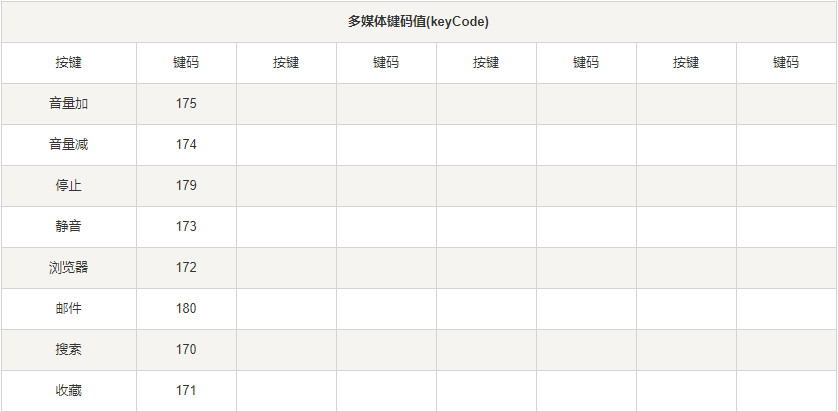 多媒体键码值(keyCode)
按键 键码 按键 键码 按键 键码 按键 键码
音量加 175
音量减 174
停止 179
静音 173
浏览器 172
邮件 180
搜索 170
收藏 171